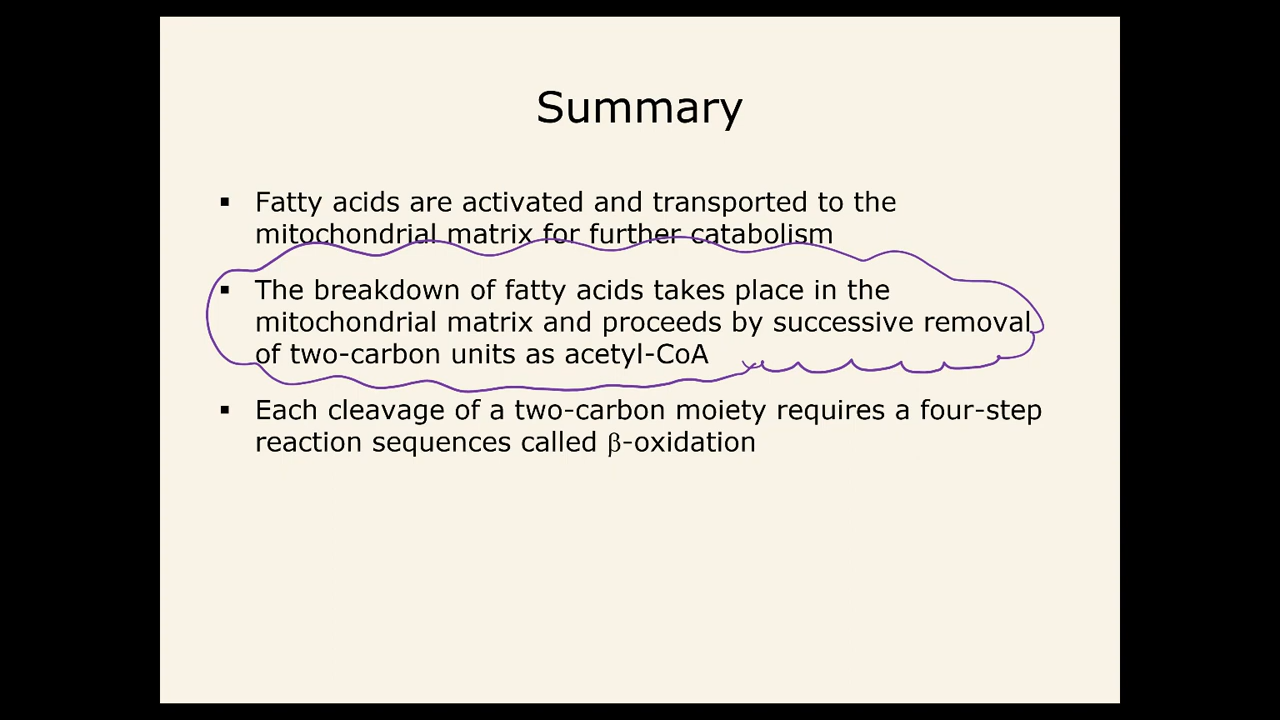 Summary
▪ Fatty acids are activated and transported to the
mitochondrial matrix for further catabolism
▪ The breakdown of fatty acids takes place in the
mitochondrial matrix and proceeds by successive removal
of two-carbon units as acetyl-CoA
▪ Each cleavage of a two-carbon moiety requires a four-step
reaction sequences called β-oxidation